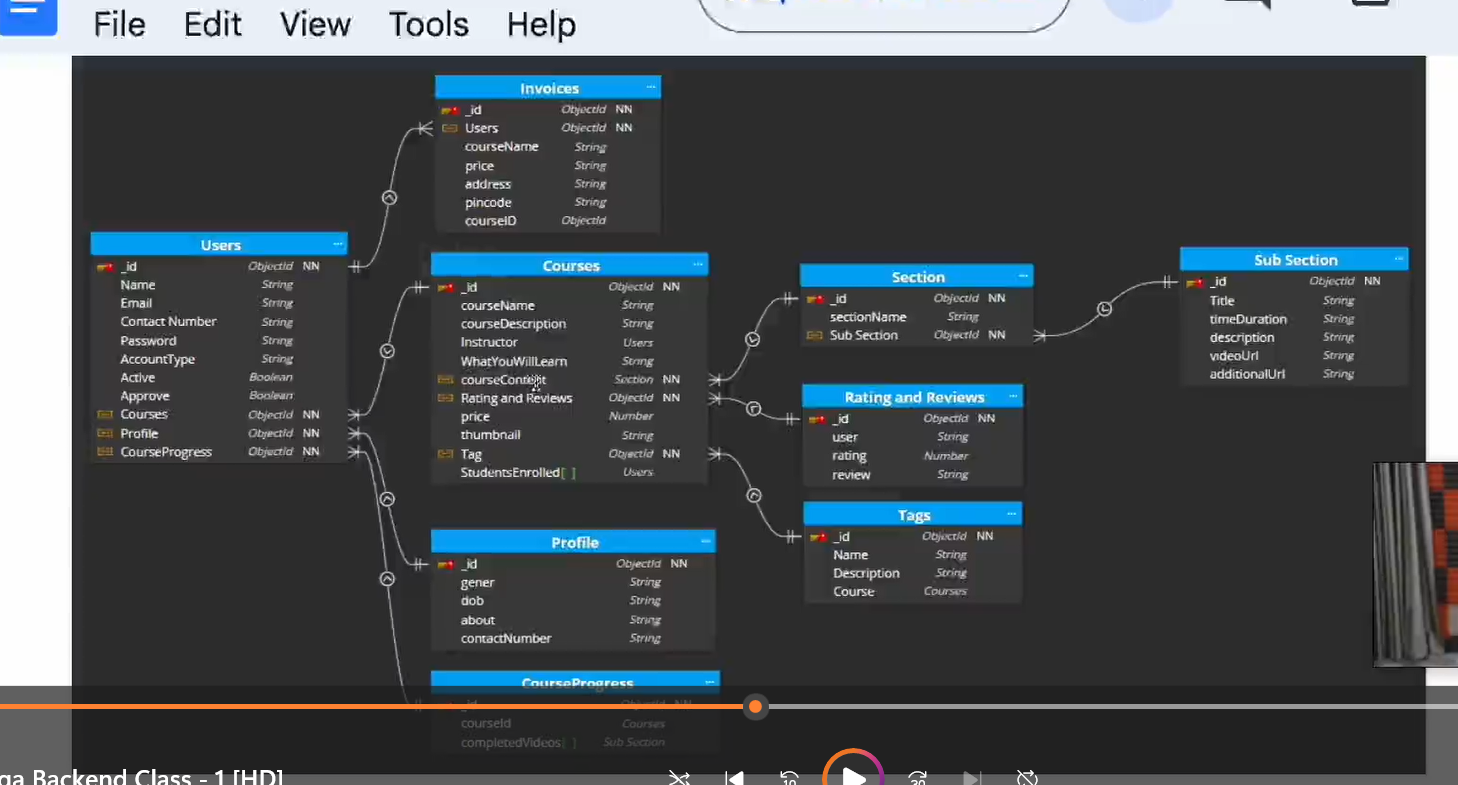 File Edit View Tools Help
Invoices
_id ObjectId NN
Users ObjectId NN
courseName String
price String
address String
pincode String
courseID ObjectId
Users
_id ObjectId NN
Name String
Email String
Contact Number String
Password String
AccountType String
Active Boolean
Approve Boolean
Courses ObjectId NN
Profile ObjectId NN
CourseProgress ObjectId NN
Courses
_id ObjectId NN
courseName String
courseDescription String
Instructor Users
WhatYouWillLearn String
courseContent Section NN
Rating and Reviews ObjectId NN
price Number
thumbnail String
Tag ObjectId NN
StudentsEnrolled[ ] Users
Section
_id ObjectId NN
sectionName String
Sub Section ObjectId NN
Sub Section
_id ObjectId NN
Title String
timeDuration String
description String
videoUrl String
additionalUrl String
Rating and Reviews
_id ObjectId NN
user String
rating Number
review String
Tags
_id ObjectId NN
Name String
Description String
Course Courses
Profile
_id ObjectId NN
gener String
dob String
about String
contactNumber String
CourseProgress
_id ObjectId NN
courseId Courses
completedVideos[ ] Sub Section
Backend Class - 1 [HD]
10